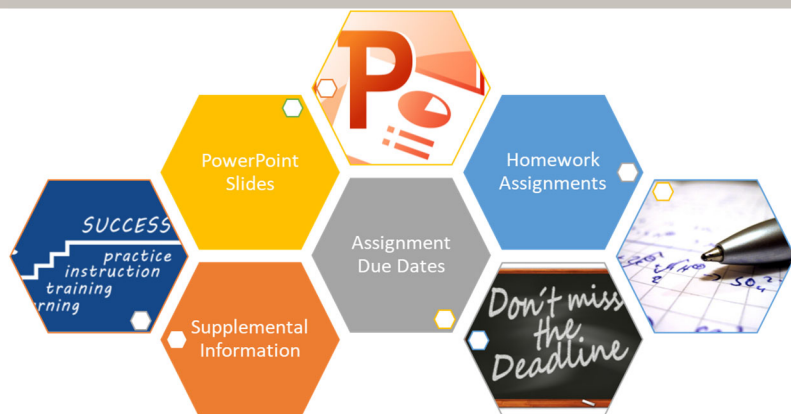 P
PowerPoint
Slides
Homework
Assignments
SUCCESS
practice
instruction
training
rning
Assignment
Due Dates
Supplemental
Information
Don't miss
the
Deadline